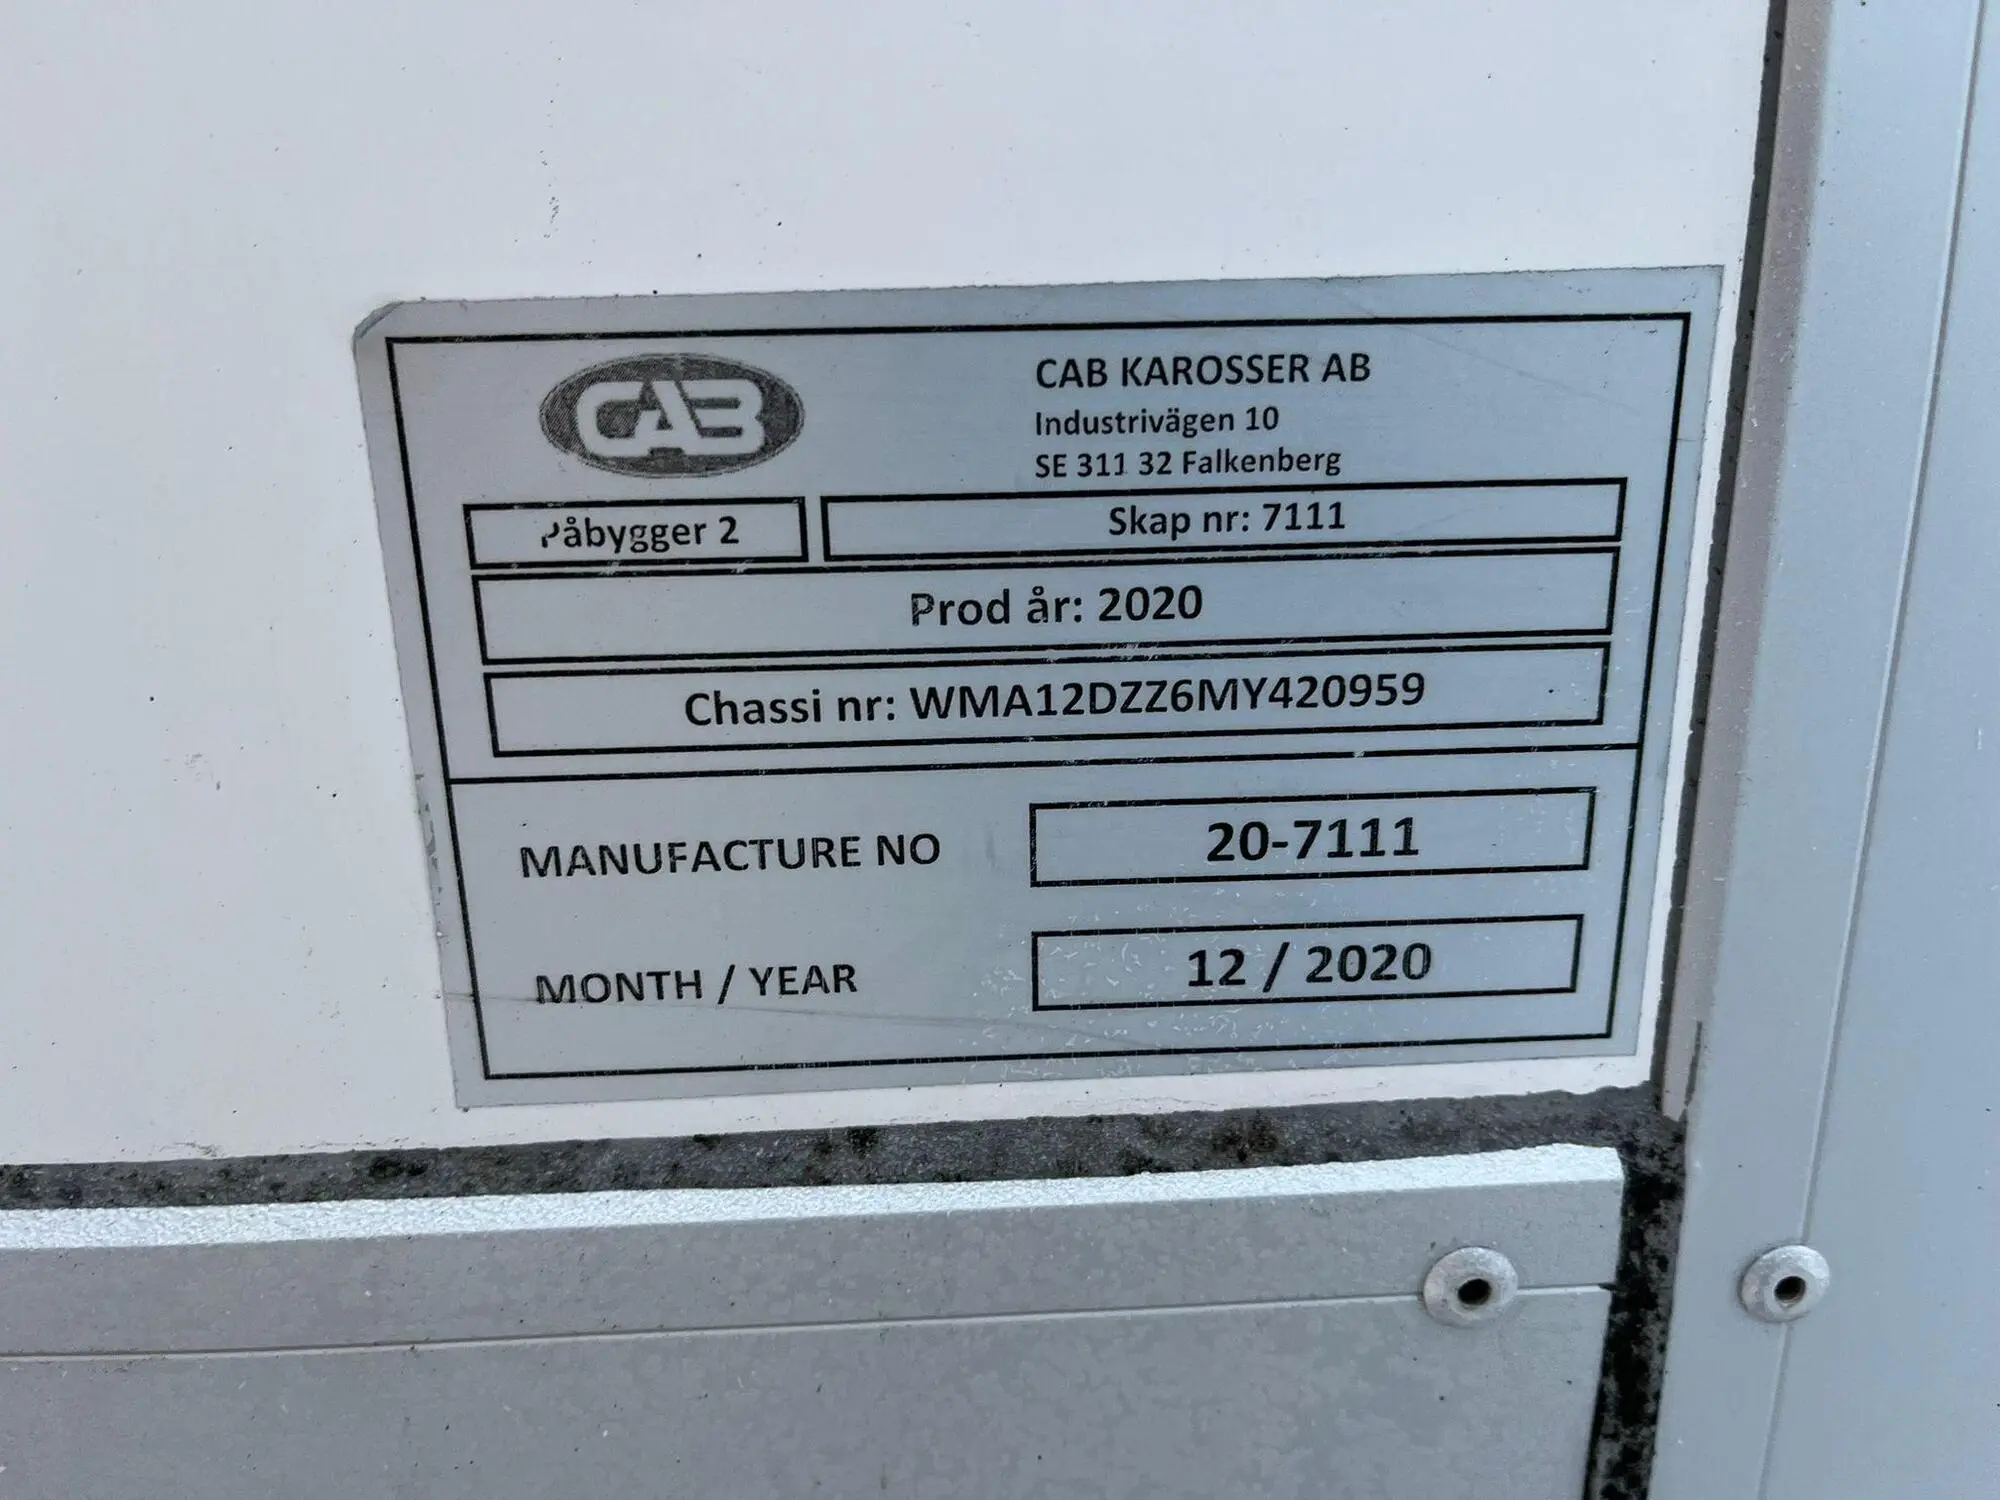 CAB
CAB KAROSSER AB
Industrivägen 10
SE 311 32 Falkenberg
Påbygger 2
Skap nr: 7111
Prod år: 2020
Chassi nr: WMA12DZZ6MY420959
MANUFACTURE NO
20-7111
MONTH / YEAR
12 / 2020